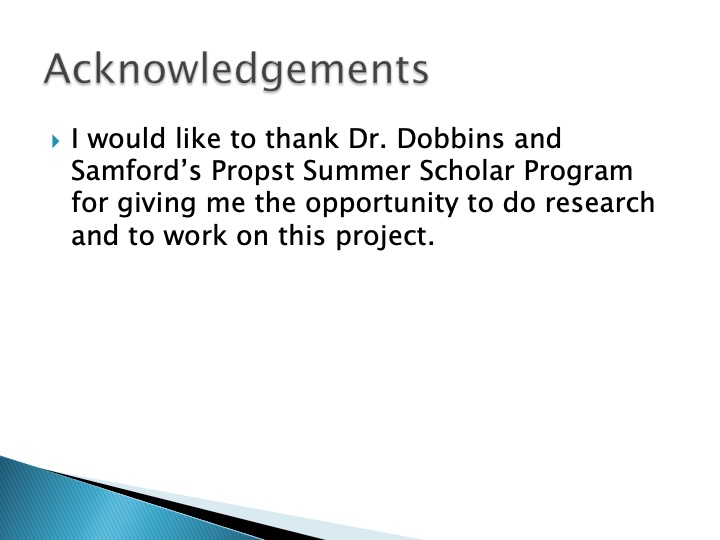 Acknowledgements
I would like to thank Dr. Dobbins and
Samford’s Propst Summer Scholar Program
for giving me the opportunity to do research
and to work on this project.